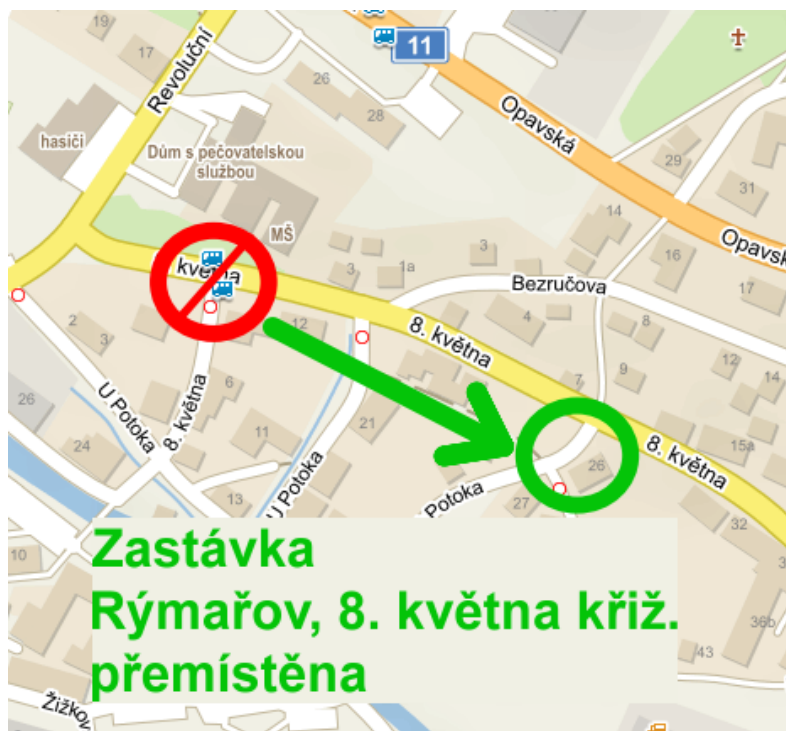 19
17
Revoluční
11
26
28
Opavská
hasiči
Dům s pečovatelskou
službou
29
31
14
MŠ
3
1a
3
16
Opavsk
května
Bezručova
17
2
3
12
8. května
4
8
12
14
6
7
9
26
U Potoka
8. května
21
11
24
15a
8. května
26
13
U Potoka
Potoka
27
32
10
Zastávka
Rýmařov, 8. května křiž.
přemístěna
36b
43
Žižkov